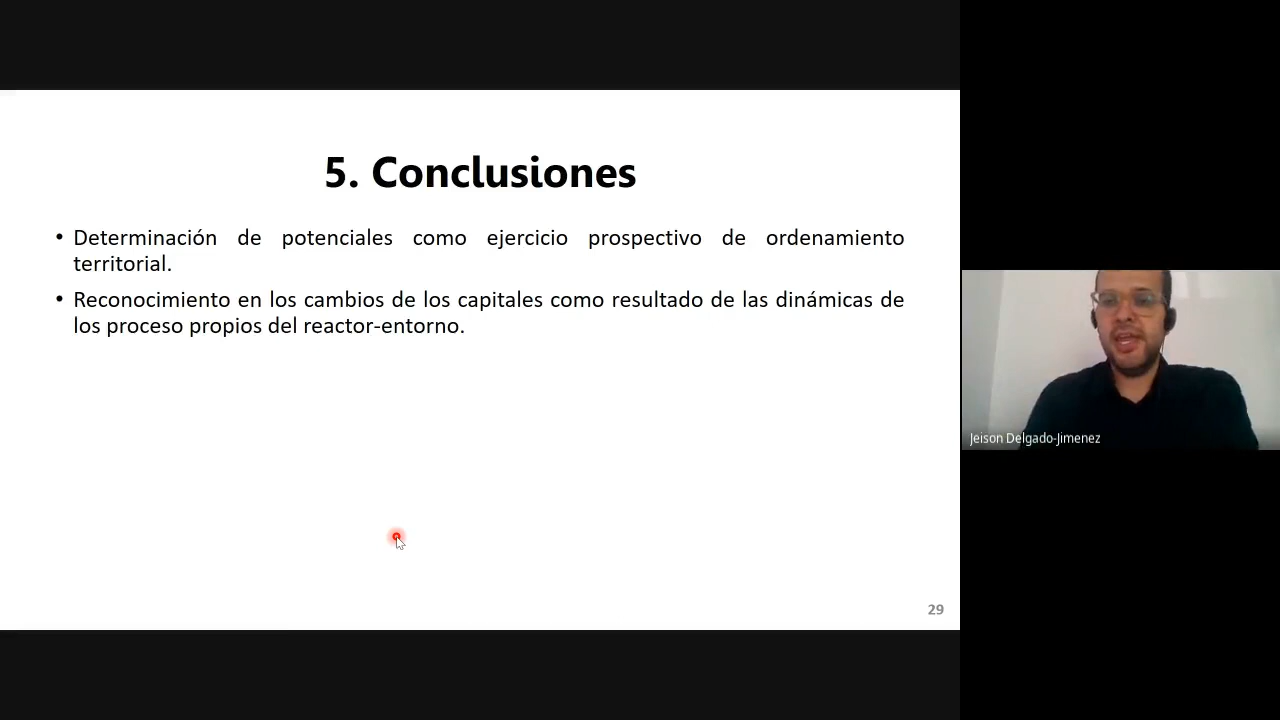 5. Conclusiones
• Determinación de potenciales como ejercicio prospectivo de ordenamiento
territorial.
• Reconocimiento en los cambios de los capitales como resultado de las dinámicas de
los proceso propios del reactor-entorno.
Jeison Delgado-Jimenez
29